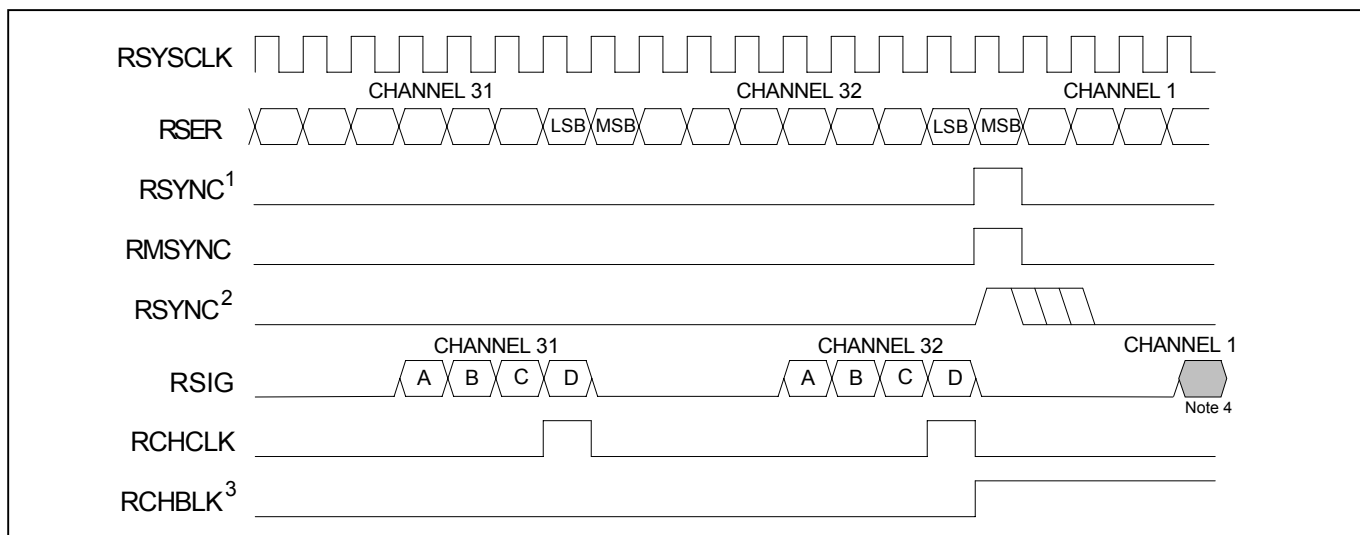 RSYSCLK
CHANNEL 31 CHANNEL 32 CHANNEL 1
RSER LSB MSB LSB MSB
RSYNC1
RMSYNC
RSYNC2
CHANNEL 31 CHANNEL 32 CHANNEL 1
RSIG A B C D A B C D
Note 4
RCHCLK
RCHBLK3